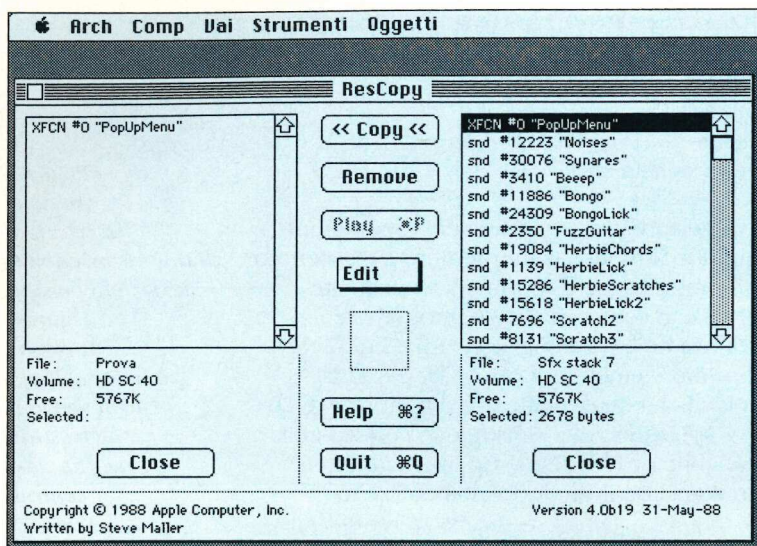 Arch Comp Vai Strumenti Oggetti
ResCopy
XFCN #0 "PopUpMenu"
<< Copy <<
Remove
Play ⌘P
Edit
Help ⌘?
Quit ⌘Q
XFCN #0 "PopUpMenu"
snd #12223 "Noises"
snd #30076 "Synares"
snd #3410 "Beeep"
snd #11886 "Bongo"
snd #24309 "BongoLick"
snd #2350 "FuzzGuitar"
snd #19084 "HerbieChords"
snd #1139 "HerbieLick"
snd #15286 "HerbieScratches"
snd #15618 "HerbieLick2"
snd #7696 "Scratch2"
snd #8131 "Scratch3"
File: Prova
Volume: HD SC 40
Free: 5767K
Selected:
Close
File: Sfx stack 7
Volume: HD SC 40
Free: 5767K
Selected: 2678 bytes
Close
Copyright © 1988 Apple Computer, Inc.
Written by Steve Maller
Version 4.0b19 31-May-88